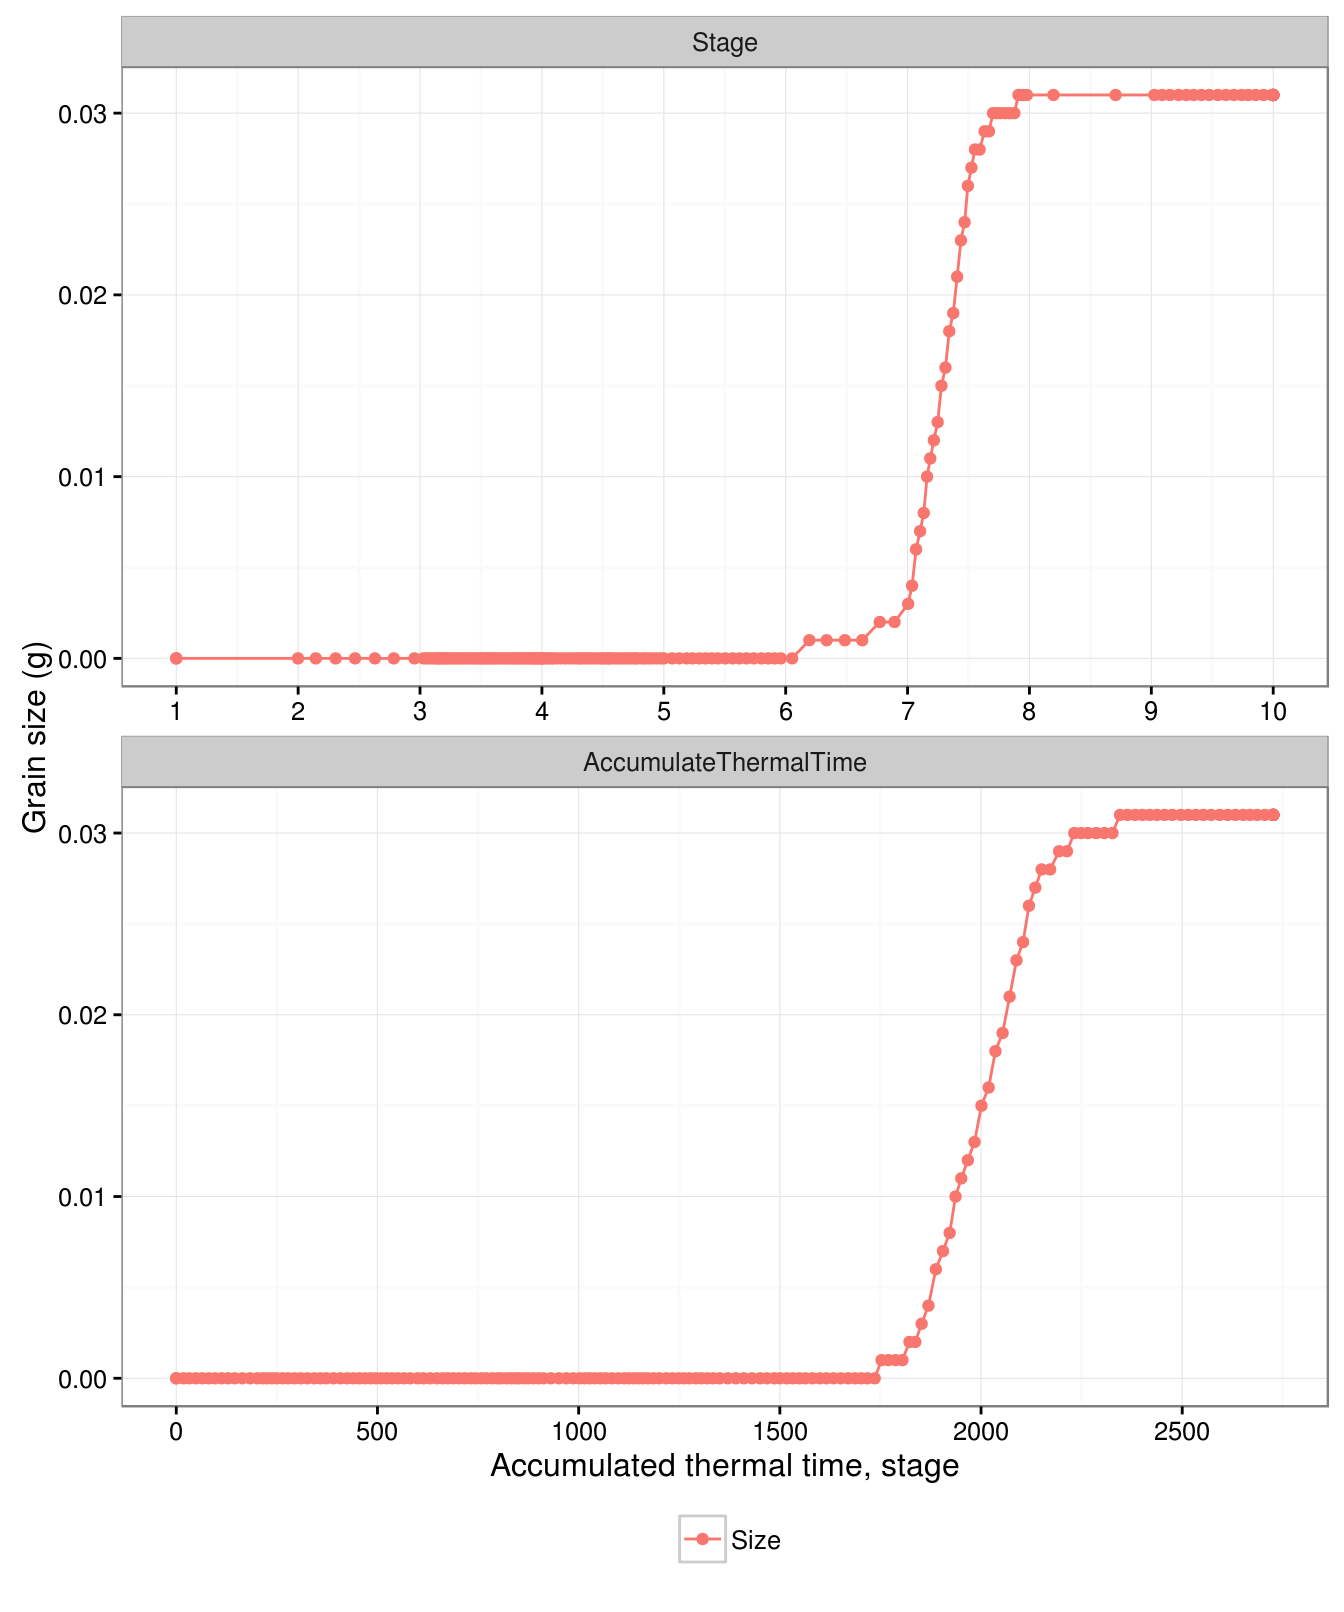 Stage
0.03
0.02
0.01
0.00
1 2 3 4 5 6 7 8 9 10
Grain size (g)
AccumulateThermalTime
0.03
0.02
0.01
0.00
0 500 1000 1500 2000 2500
Accumulated thermal time, stage
Size